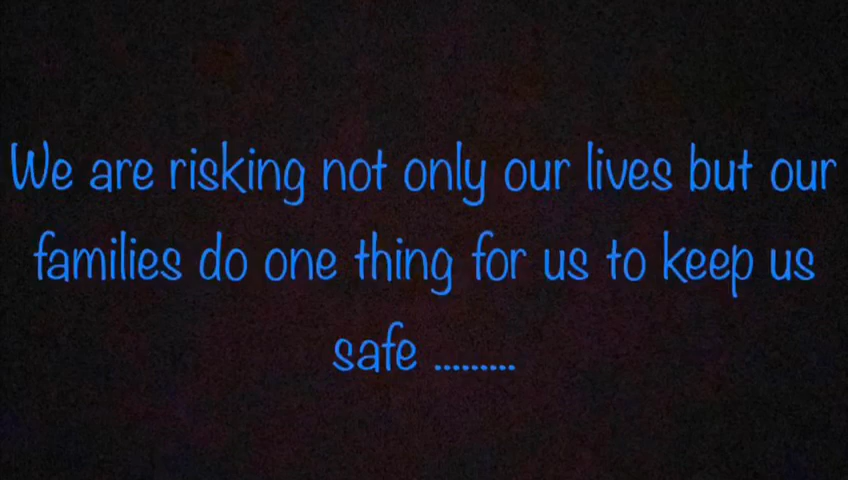 We are risking not only our lives but our
families do one thing for us to keep us
safe .........